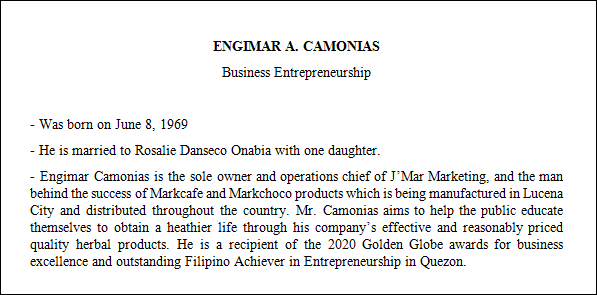 ENGIMAR A. CAMONIAS
Business Entrepreneurship
- Was born on June 8, 1969
- He is married to Rosalie Danseco Onabia with one daughter.
- Engimar Camonias is the sole owner and operations chief of J’Mar Marketing, and the man
behind the success of Markcafe and Markchoco products which is being manufactured in Lucena
City and distributed throughout the country. Mr. Camonias aims to help the public educate
themselves to obtain a heathier life through his company’s effective and reasonably priced
quality herbal products. He is a recipient of the 2020 Golden Globe awards for business
excellence and outstanding Filipino Achiever in Entrepreneurship in Quezon.